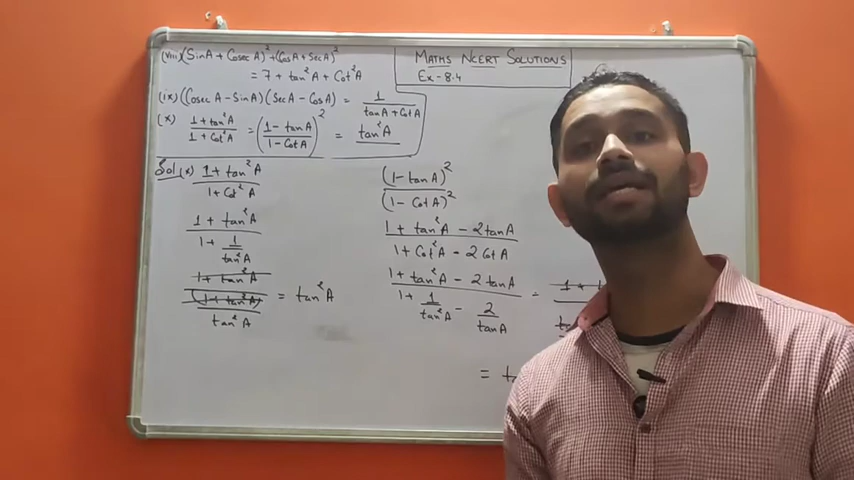 (viii) (SinA + CosecA)² + (CosA + SecA)²
= 7 + tan²A + Cot²A
(ix) (CosecA - SinA)(SecA - CosA) = 1 / tanA + CotA
(x) 1 + tan²A / 1 + Cot²A = (1 - tanA / 1 - CotA)² = tan²A
MATHS NCERT SOLUTIONS
Ex-8.4
Sol (x) 1 + tan²A
1 + Cot²A
1 + tan²A
1 + 1/tan²A
1 + tan²A
(1 + tan²A)
tan²A
= tan²A
(1 - tanA)²
(1 - CotA)²
1 + tan²A - 2tanA
1 + Cot²A - 2CotA
1 + tan²A - 2tanA
1 + 1/tan²A - 2/tanA
=